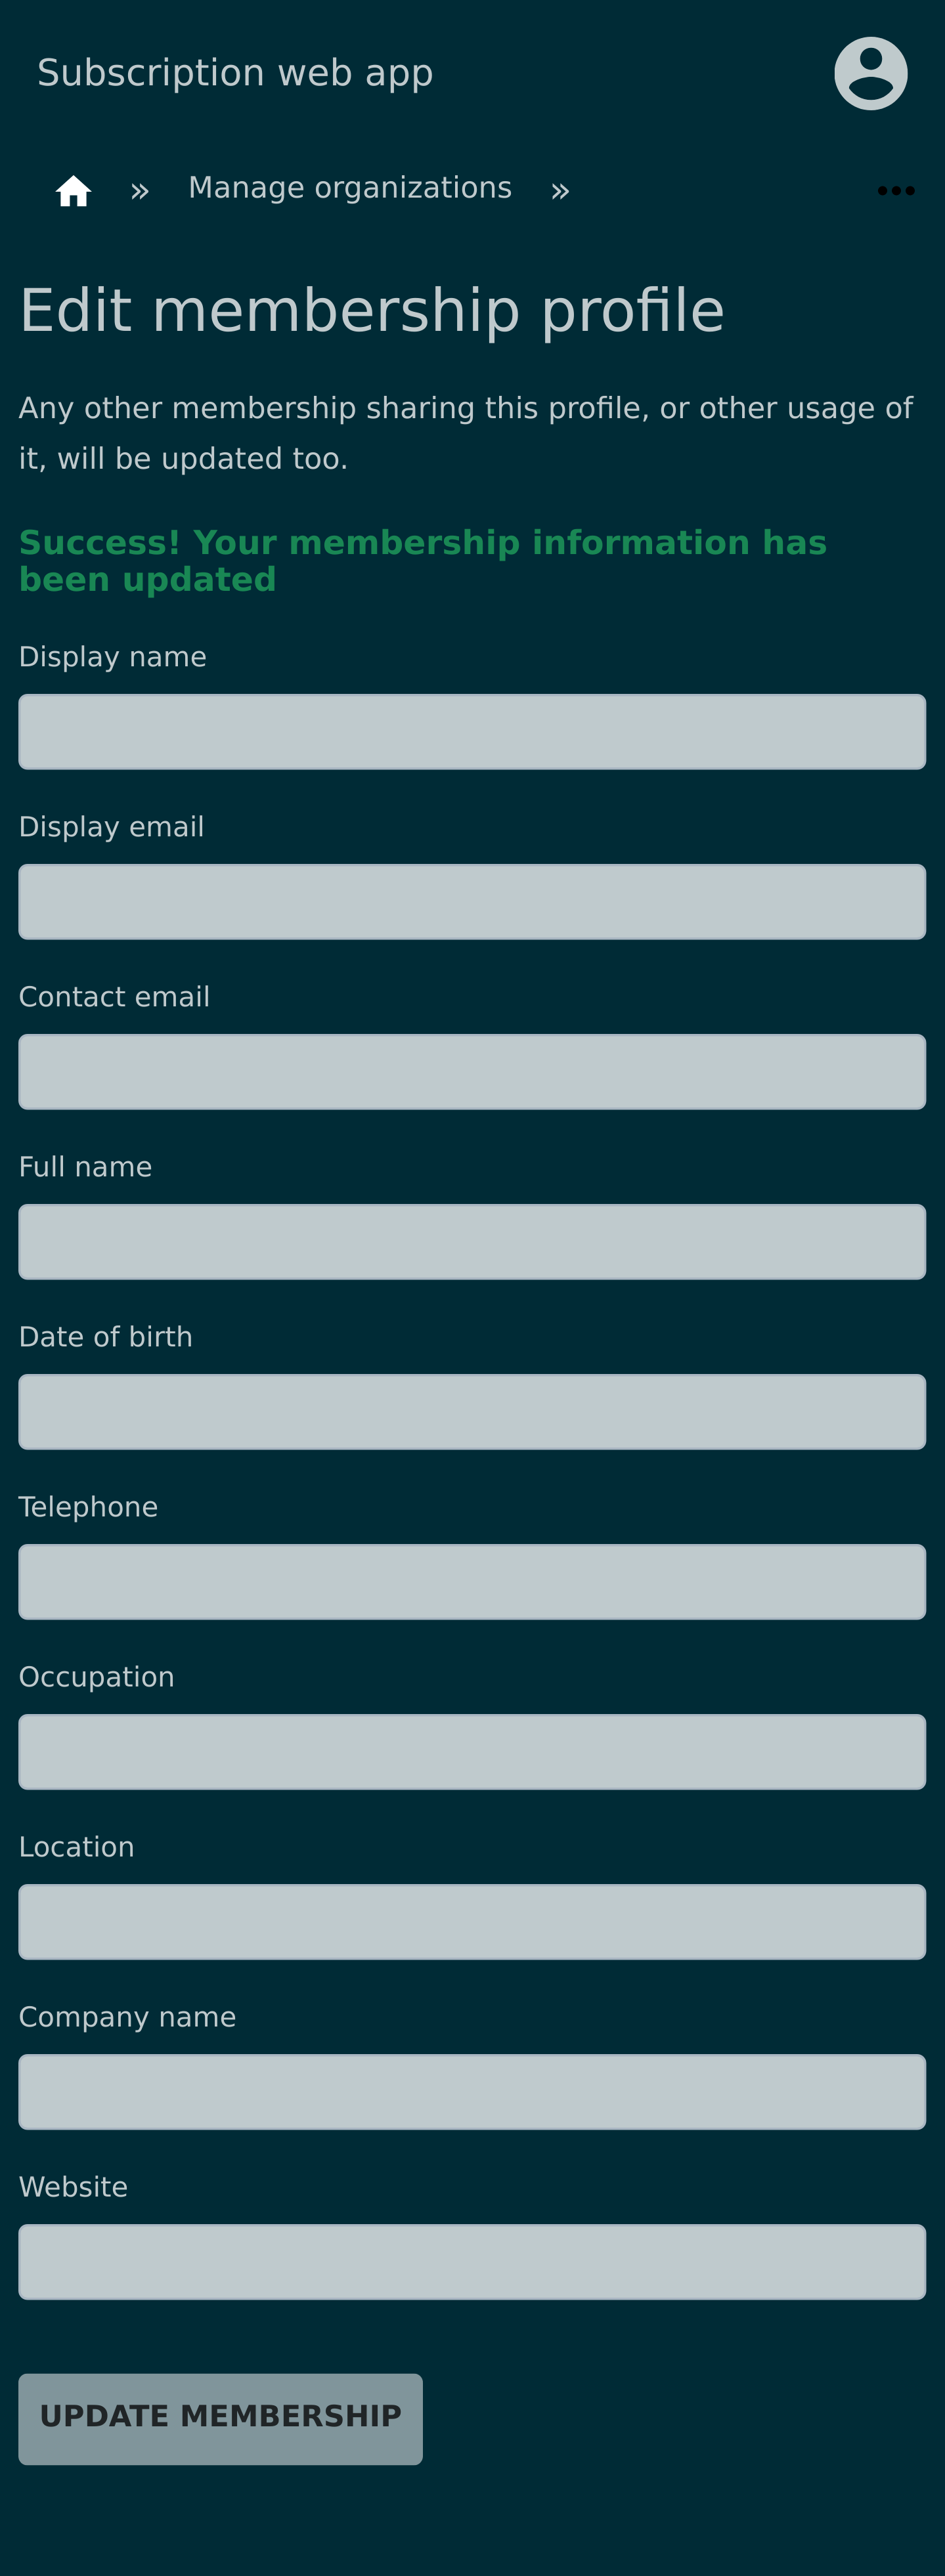 Subscription web app
» Manage organizations »
Edit membership profile
Any other membership sharing this profile, or other usage of
it, will be updated too.
Success! Your membership information has
been updated
Display name
Display email
Contact email
Full name
Date of birth
Telephone
Occupation
Location
Company name
Website
UPDATE MEMBERSHIP